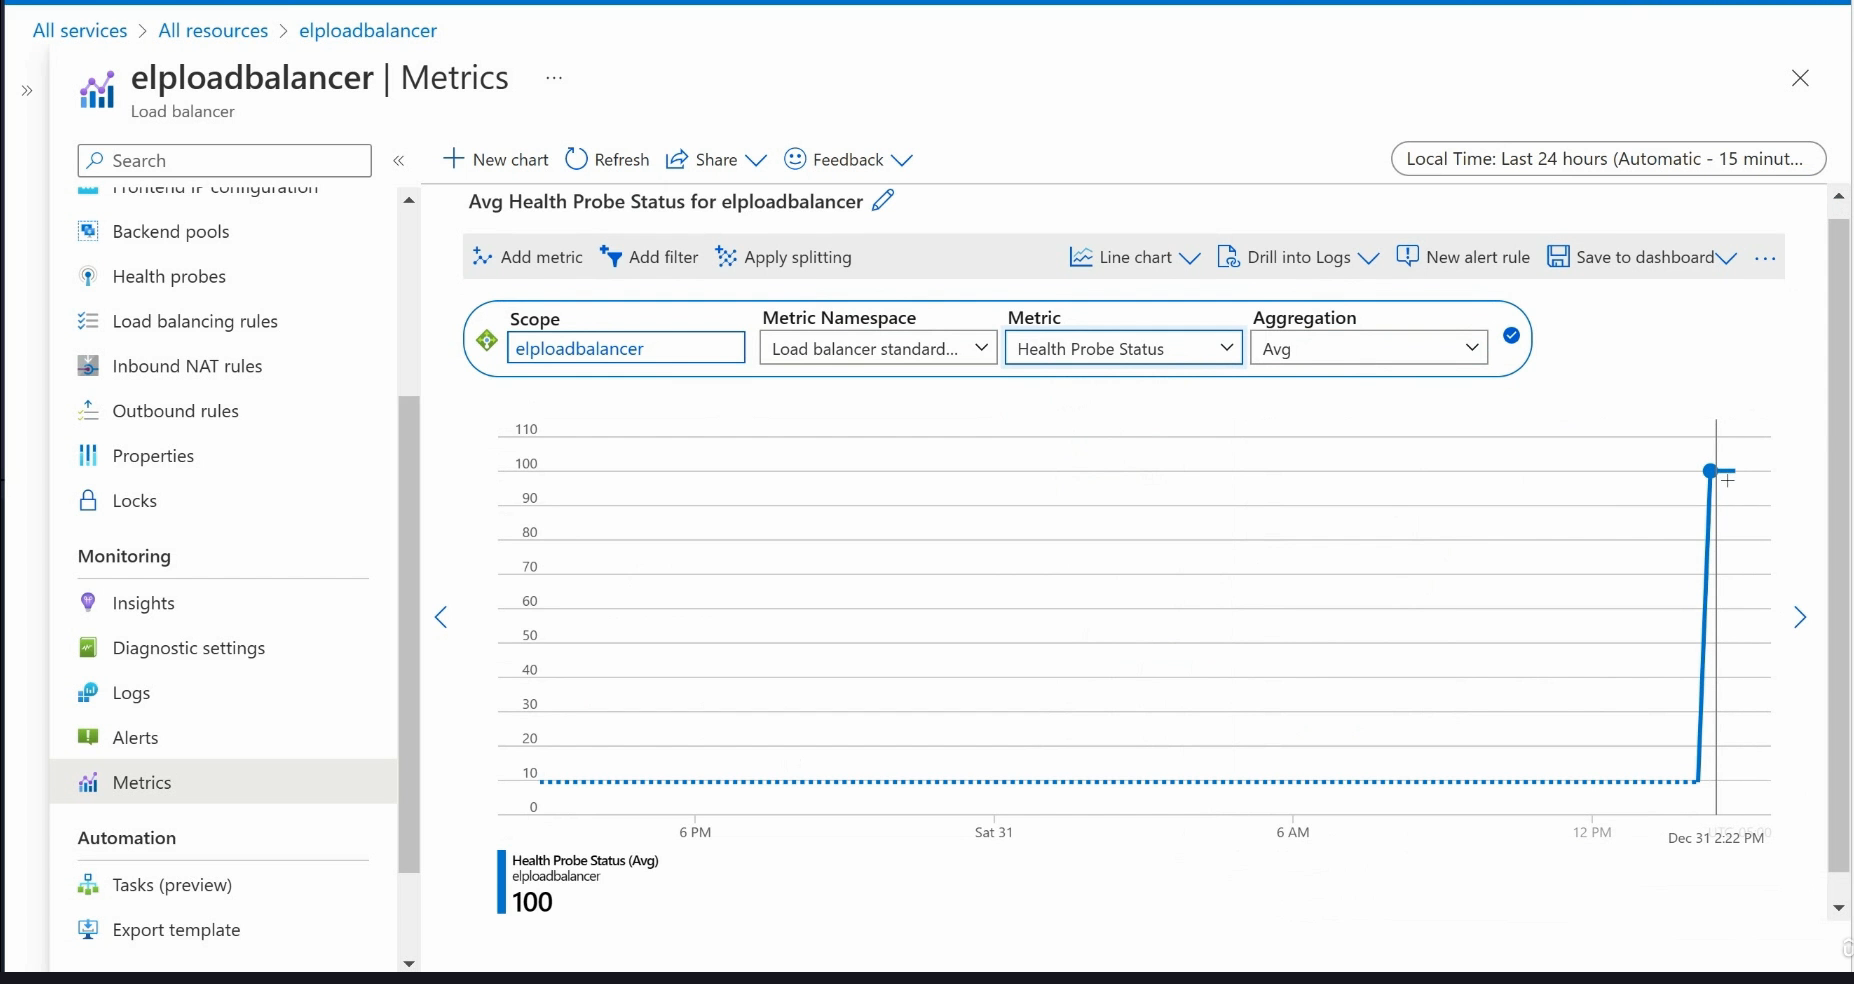 All services > All resources > elploadbalancer
elploadbalancer | Metrics ...
Load balancer
Search
New chart Refresh Share Feedback
Local Time: Last 24 hours (Automatic - 15 minut...
Frontend IP configuration
Backend pools
Health probes
Load balancing rules
Inbound NAT rules
Outbound rules
Properties
Locks
Monitoring
Insights
Diagnostic settings
Logs
Alerts
Metrics
Automation
Tasks (preview)
Export template
Avg Health Probe Status for elploadbalancer
Add metric Add filter Apply splitting Line chart Drill into Logs New alert rule Save to dashboard ...
Scope Metric Namespace Metric Aggregation
elploadbalancer Load balancer standard... Health Probe Status Avg
110
100
90
80
70
60
50
40
30
20
10
0
6 PM Sat 31 6 AM 12 PM Dec 31 2:22 PM
Health Probe Status (Avg)
elploadbalancer
100